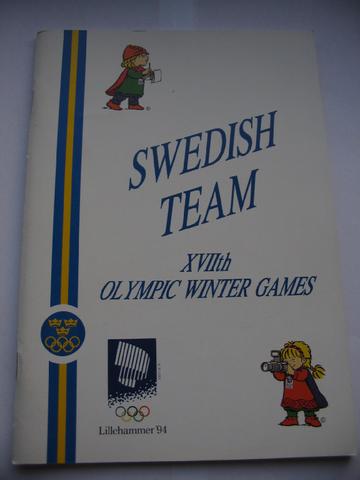 SWEDISH
TEAM
XVIIth
OLYMPIC WINTER GAMES
Lillehammer '94